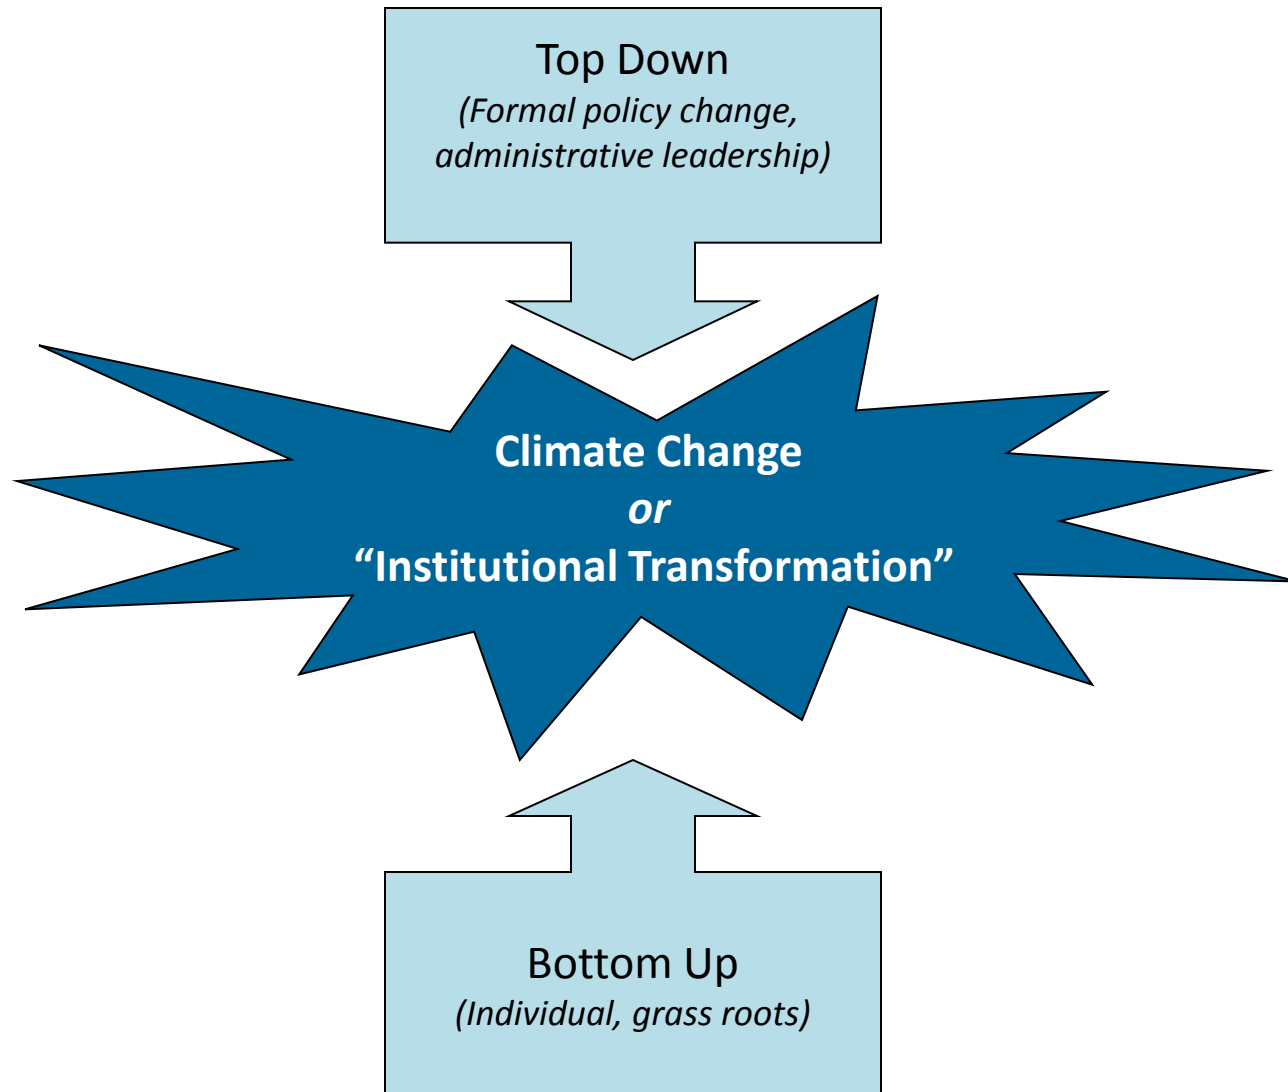 Top Down
(Formal policy change,
administrative leadership)
Climate Change
or
“Institutional Transformation”
Bottom Up
(Individual, grass roots)